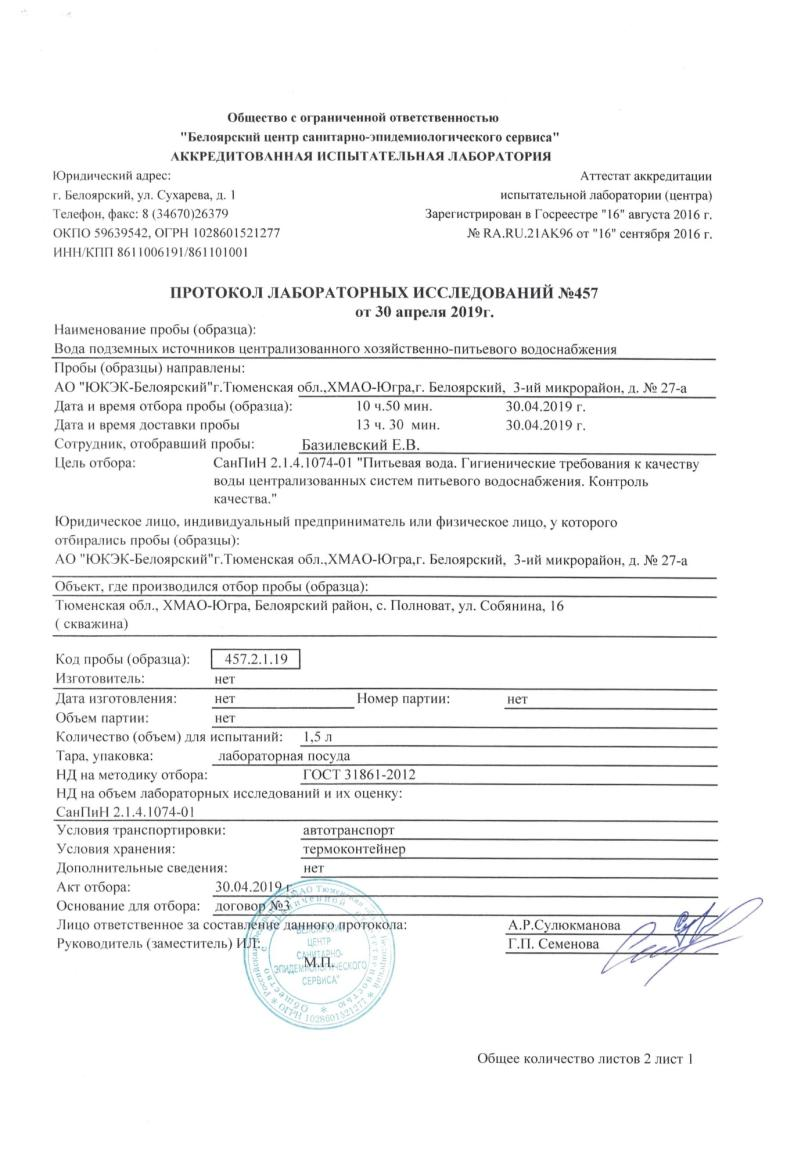 Общество с ограниченной ответственностью
"Белоярский центр санитарно-эпидемиологического сервиса"
АККРЕДИТОВАННАЯ ИСПЫТАТЕЛЬНАЯ ЛАБОРАТОРИЯ
Юридический адрес: Аттестат аккредитации
г. Белоярский, ул. Сухарева, д. 1 испытательной лаборатории (центра)
Телефон, факс: 8 (34670)26379 Зарегистрирован в Госреестре "16" августа 2016 г.
ОКПО 59639542, ОГРН 1028601521277 № RA.RU.21АК96 от "16" сентября 2016 г.
ИНН/КПП 8611006191/861101001
ПРОТОКОЛ ЛАБОРАТОРНЫХ ИССЛЕДОВАНИЙ №457
от 30 апреля 2019г.
Наименование пробы (образца):
Вода подземных источников централизованного хозяйственно-питьевого водоснабжения
Пробы (образцы) направлены:
АО "ЮКЭК-Белоярский"г.Тюменская обл.,ХМАО-Югра,г. Белоярский, 3-ий микрорайон, д. № 27-а
Дата и время отбора пробы (образца): 10 ч.50 мин. 30.04.2019 г.
Дата и время доставки пробы 13 ч. 30 мин. 30.04.2019 г.
Сотрудник, отобравший пробы: Базилевский Е.В.
Цель отбора: СанПиН 2.1.4.1074-01 "Питьевая вода. Гигиенические требования к качеству
воды централизованных систем питьевого водоснабжения. Контроль
качества."
Юридическое лицо, индивидуальный предприниматель или физическое лицо, у которого
отбирались пробы (образцы):
АО "ЮКЭК-Белоярский"г.Тюменская обл.,ХМАО-Югра,г. Белоярский, 3-ий микрорайон, д. № 27-а
Объект, где производился отбор пробы (образца):
Тюменская обл., ХМАО-Югра, Белоярский район, с. Полноват, ул. Собянина, 16
( скважина)
Код пробы (образца): 457.2.1.19
Изготовитель: нет
Дата изготовления: нет Номер партии: нет
Объем партии: нет
Количество (объем) для испытаний: 1,5 л
Тара, упаковка: лабораторная посуда
НД на методику отбора: ГОСТ 31861-2012
НД на объем лабораторных исследований и их оценку:
СанПиН 2.1.4.1074-01
Условия транспортировки: автотранспорт
Условия хранения: термоконтейнер
Дополнительные сведения: нет
Акт отбора: 30.04.2019 г.
Основание для отбора: договор №3
Лицо ответственное за составление данного протокола: А.Р.Сулюкманова
Руководитель (заместитель) ИЛ: Г.П. Семенова
М.П.
ЦЕНТР
САНИТАРНО-
ЭПИДЕМИОЛОГИЧЕСКОГО
СЕРВИСА"
ОГРН 1028601521277
Общее количество листов 2 лист 1